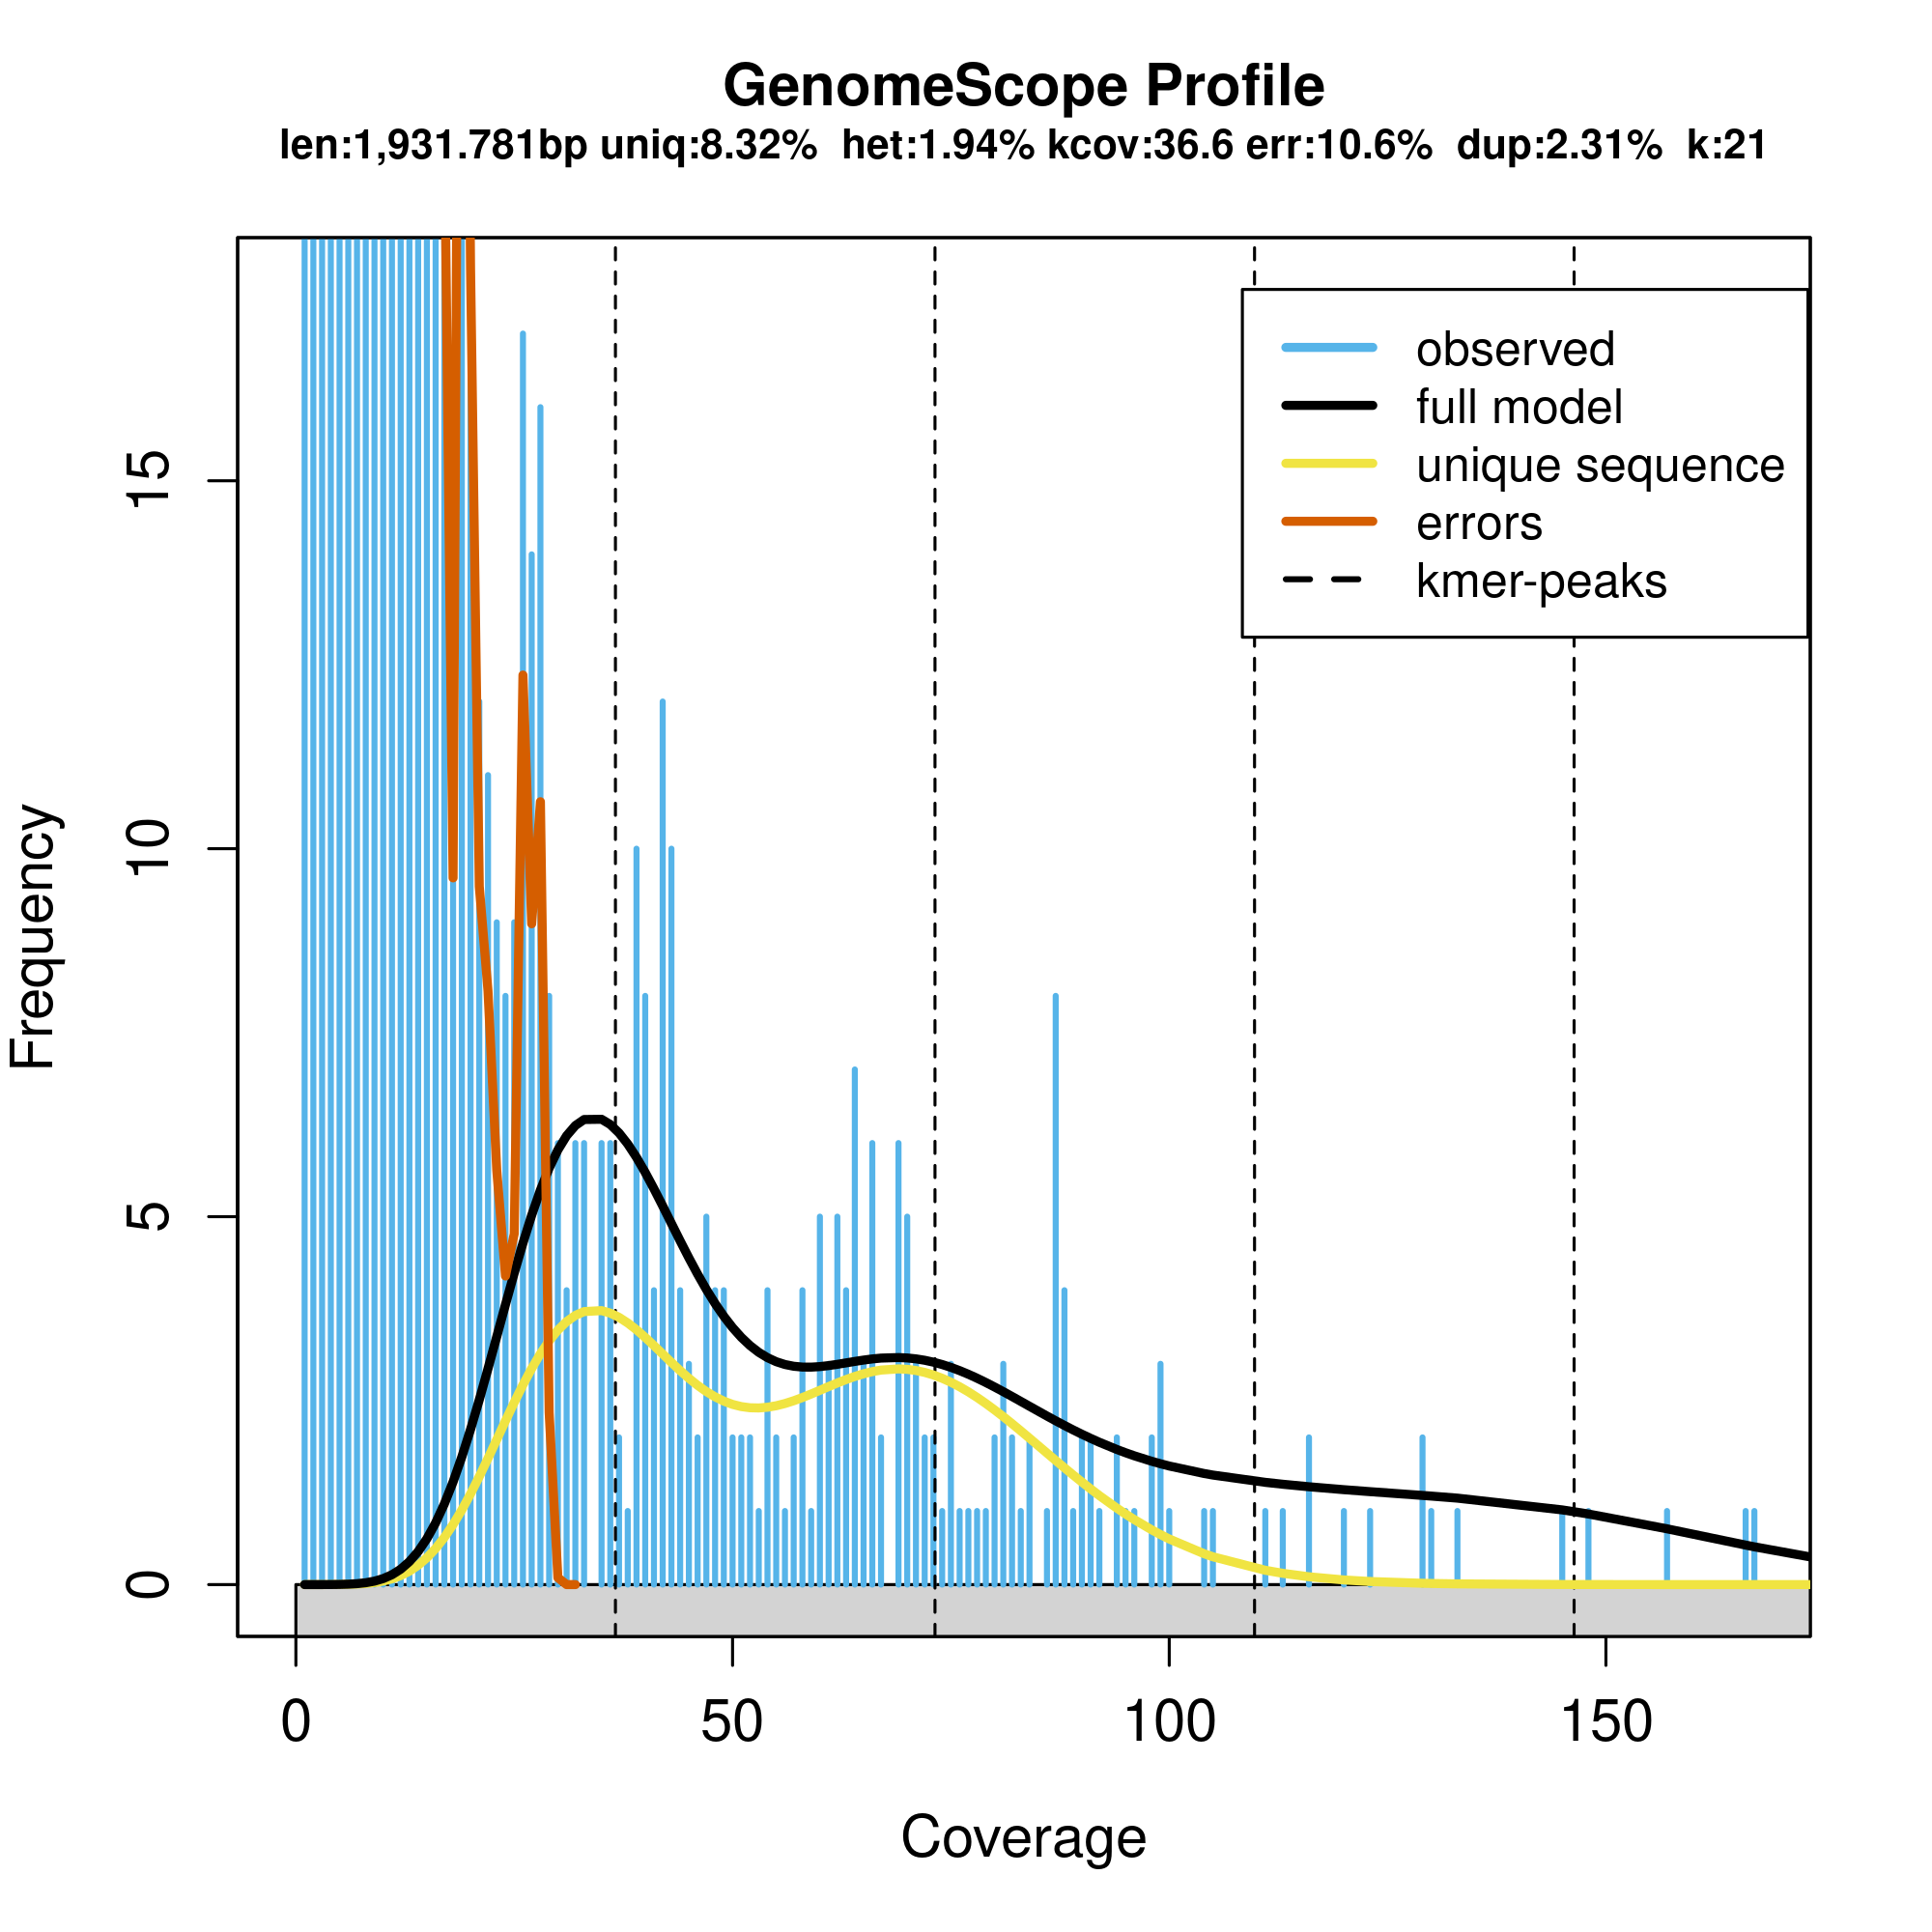 GenomeScope Profile
len:1,931.781bp uniq:8.32% het:1.94% kcov:36.6 err:10.6% dup:2.31% k:21
observed
full model
unique sequence
errors
kmer-peaks
Frequency
15
10
5
0
0 50 100 150
Coverage